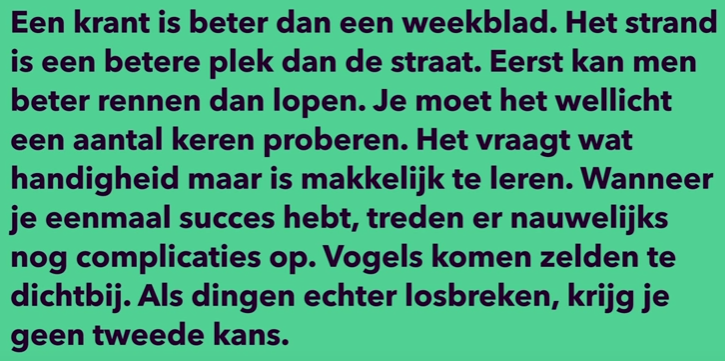 Een krant is beter dan een weekblad. Het strand
is een betere plek dan de straat. Eerst kan men
beter rennen dan lopen. Je moet het wellicht
een aantal keren proberen. Het vraagt wat
handigheid maar is makkelijk te leren. Wanneer
je eenmaal succes hebt, treden er nauwelijks
nog complicaties op. Vogels komen zelden te
dichtbij. Als dingen echter losbreken, krijg je
geen tweede kans.